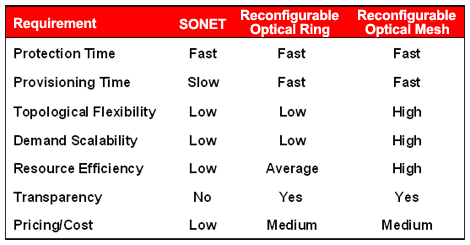 Requirement SONET Reconfigurable Optical Ring Reconfigurable Optical Mesh
Protection Time Fast Fast Fast
Provisioning Time Slow Fast Fast
Topological Flexibility Low Low High
Demand Scalability Low Low High
Resource Efficiency Low Average High
Transparency No Yes Yes
Pricing/Cost Low Medium Medium